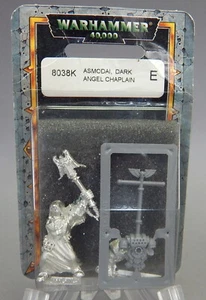 WARHAMMER
40,000
8038K
ASMODAI, DARK
ANGEL CHAPLAIN
E